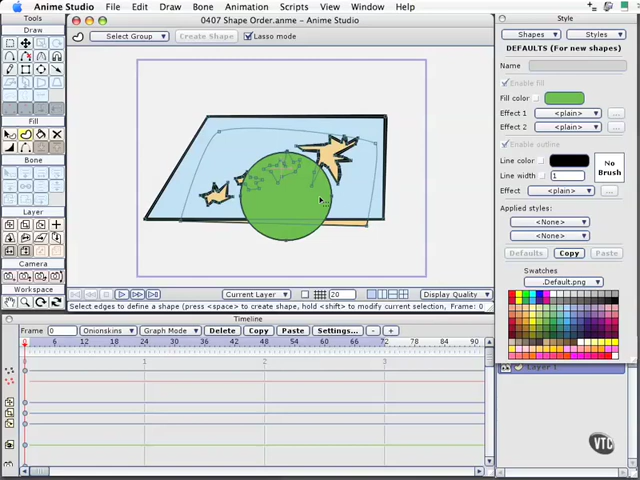 Anime Studio File Edit Draw Bone Animation Scripts View Window Help
0407 Shape Order.anme - Anime Studio
Tools
Draw
Fill
Bone
Layer
Camera
Workspace
Select Group Create Shape Lasso mode
Current Layer 20 Display Quality
Select edges to define a shape (press <space> to create shape, hold <shift> to modify current selection, Frame: 0
Timeline
Frame 0 Onionskins Graph Mode Delete Copy Paste Settings... - +
0 6 12 18 24 30 36 42 48 54 60 66 72 78 84 90
1 2 3
Style
Shapes Styles
DEFAULTS (For new shapes)
Name
Enable fill
Fill color
Effect 1 <plain> ...
Effect 2 <plain> ...
Enable outline
Line color
Line width 1
No Brush
Effect <plain> ...
Applied styles:
<None>
<None>
Defaults Copy Paste
Swatches
.Default.png
Layer 1
VTC